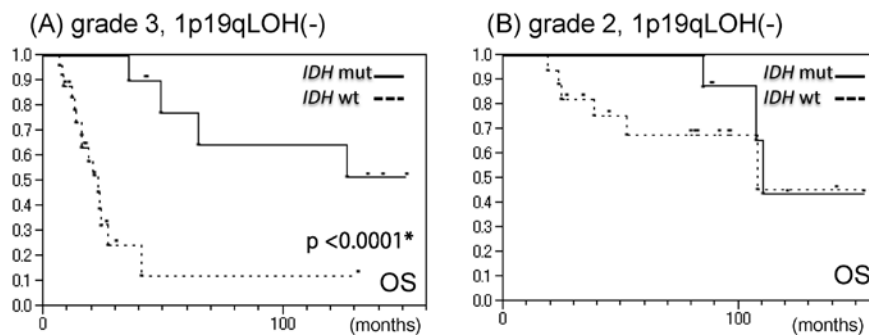 (A) grade 3, 1p19qLOH(-)
1.0
0.9
0.8
0.7
0.6
0.5
0.4
0.3
0.2
0.1
0.0
IDH mut
IDH wt
p <0.0001*
OS
0
100
(months)
(B) grade 2, 1p19qLOH(-)
1.0
0.9
0.8
0.7
0.6
0.5
0.4
0.3
0.2
0.1
0.0
IDH mut
IDH wt
OS
0
100
(months)